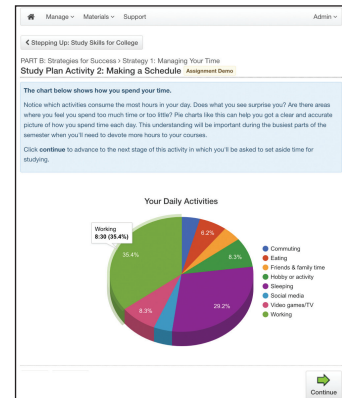 Manage Materials Support Admin
Stepping Up: Study Skills for College
PART B: Strategies for Success › Strategy 1: Managing Your Time
Study Plan Activity 2: Making a Schedule Assignment Demo
The chart below shows how you spend your time.
Notice which activities consume the most hours in your day. Does what you see surprise you? Are there areas
where you feel you spend too much time or too little? Pie charts like this can help you got a clear and accurate
picture of how you spend time each day. This understanding will be important during the busiest parts of the
semester when you'll need to devote more hours to your courses.
Click continue to advance to the next stage of this activity in which you'll be asked to set aside time for
studying.
Your Daily Activities
Working
8:30 (35.4%)
6.2%
35.4%
8.3%
29.2%
8.3%
Commuting
Eating
Friends & family time
Hobby or activity
Sleeping
Social media
Video games/TV
Working
Continue